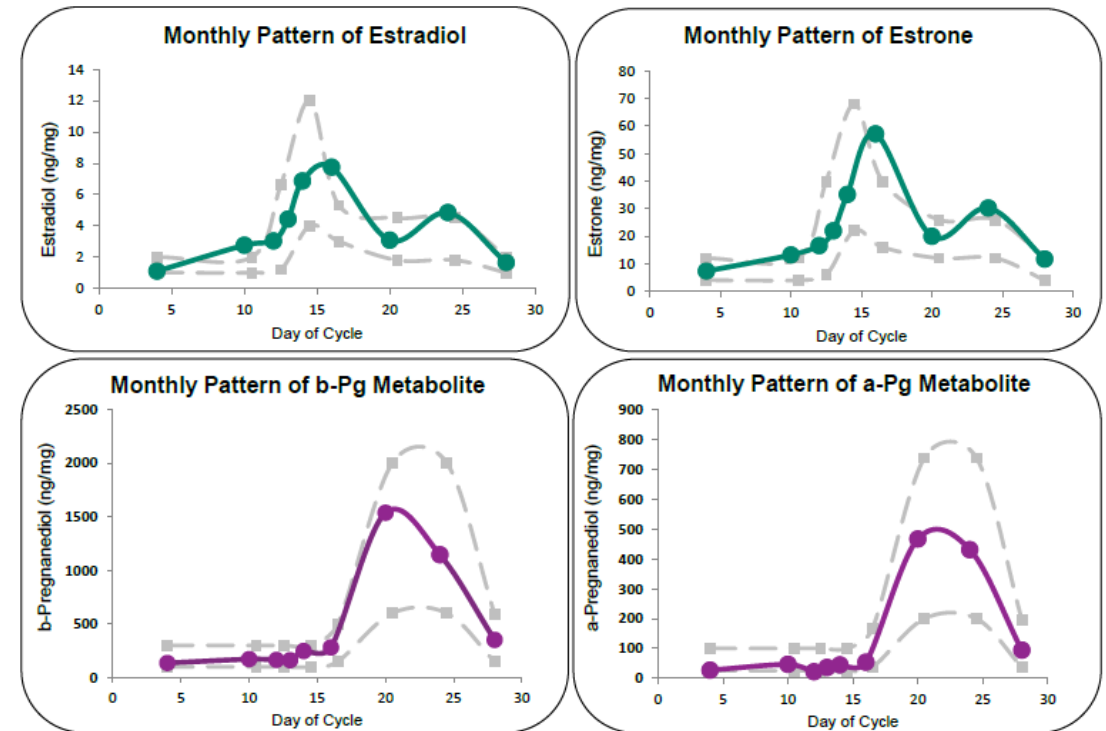 Monthly Pattern of Estradiol
14
12
10
8
6
4
2
0
Estradiol (ng/mg)
0 5 10 15 20 25 30
Day of Cycle
Monthly Pattern of Estrone
80
70
60
50
40
30
20
10
0
Estrone (ng/mg)
0 5 10 15 20 25 30
Day of Cycle
Monthly Pattern of b-Pg Metabolite
2500
2000
1500
1000
500
0
b-Pregnanediol (ng/mg)
0 5 10 15 20 25 30
Day of Cycle
Monthly Pattern of a-Pg Metabolite
900
800
700
600
500
400
300
200
100
0
a-Pregnanediol (ng/mg)
0 5 10 15 20 25 30
Day of Cycle